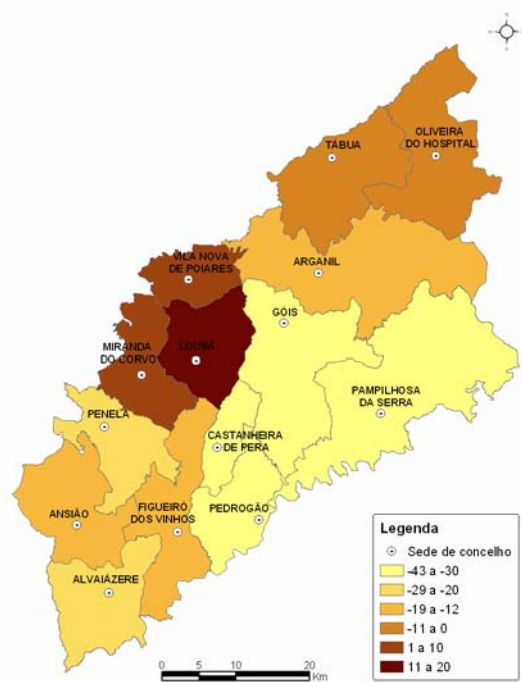 TÁBUA
OLIVEIRA
DO HOSPITAL
VILA NOVA
DE POIARES
ARGANIL
GÓIS
MIRANDA
DO CORVO
LOUSÃ
PAMPILHOSA
DA SERRA
PENELA
CASTANHEIRA
DE PERA
ANSIÃO
FIGUEIRÓ
DOS VINHOS
PEDROGÃO
ALVAIÁZERE
Legenda
Sede de concelho
-43 a -30
-29 a -20
-19 a -12
-11 a 0
1 a 10
11 a 20
0 5 10 20
Km